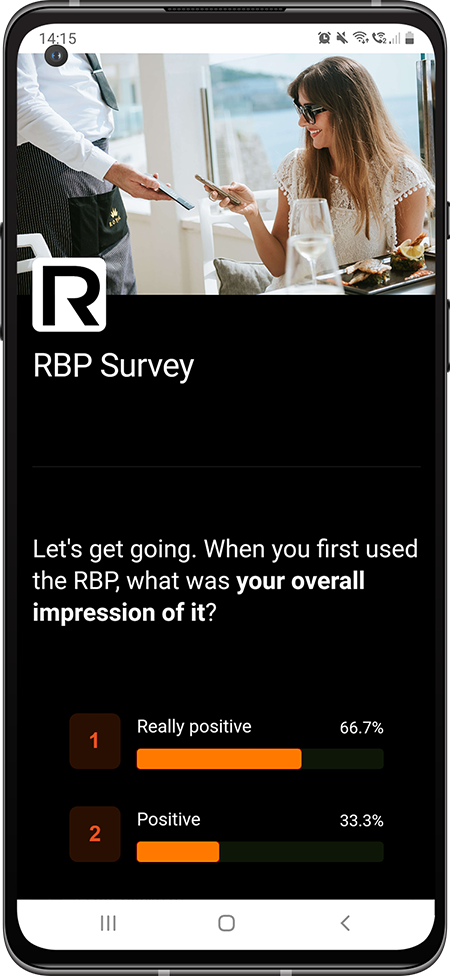 14:15
R
RBP Survey
Let's get going. When you first used
the RBP, what was your overall
impression of it?
1
Really positive
66.7%
2
Positive
33.3%